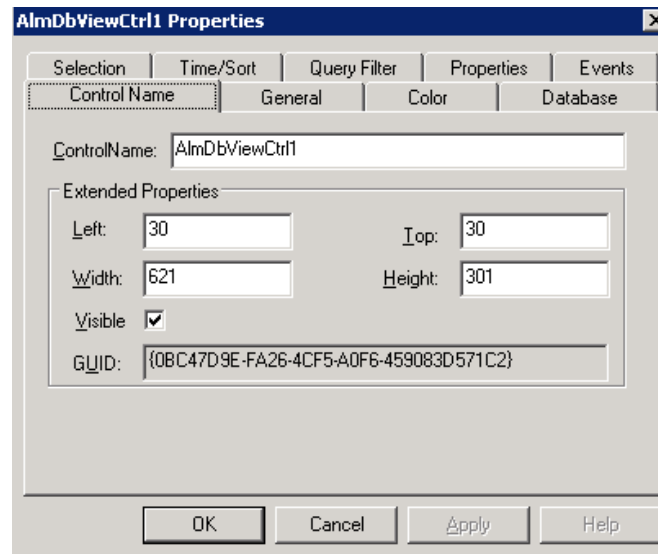 AlmDbViewCtrl1 Properties
Selection Time/Sort Query Filter Properties Events
Control Name General Color Database
ControlName: AlmDbViewCtrl1
Extended Properties
Left: 30 Top: 30
Width: 621 Height: 301
Visible
GUID: {0BC47D9E-FA26-4CF5-A0F6-459083D571C2}
OK Cancel Apply Help